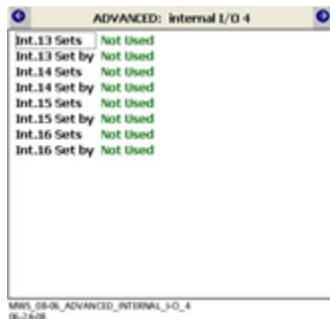 ADVANCED: internal I/O 4
Int.13 Sets Not Used
Int.13 Set by Not Used
Int.14 Sets Not Used
Int.14 Set by Not Used
Int.15 Sets Not Used
Int.15 Set by Not Used
Int.16 Sets Not Used
Int.16 Set by Not Used
MWS_08-06_ADVANCED_INTERNAL_I-O_4
06-24-08